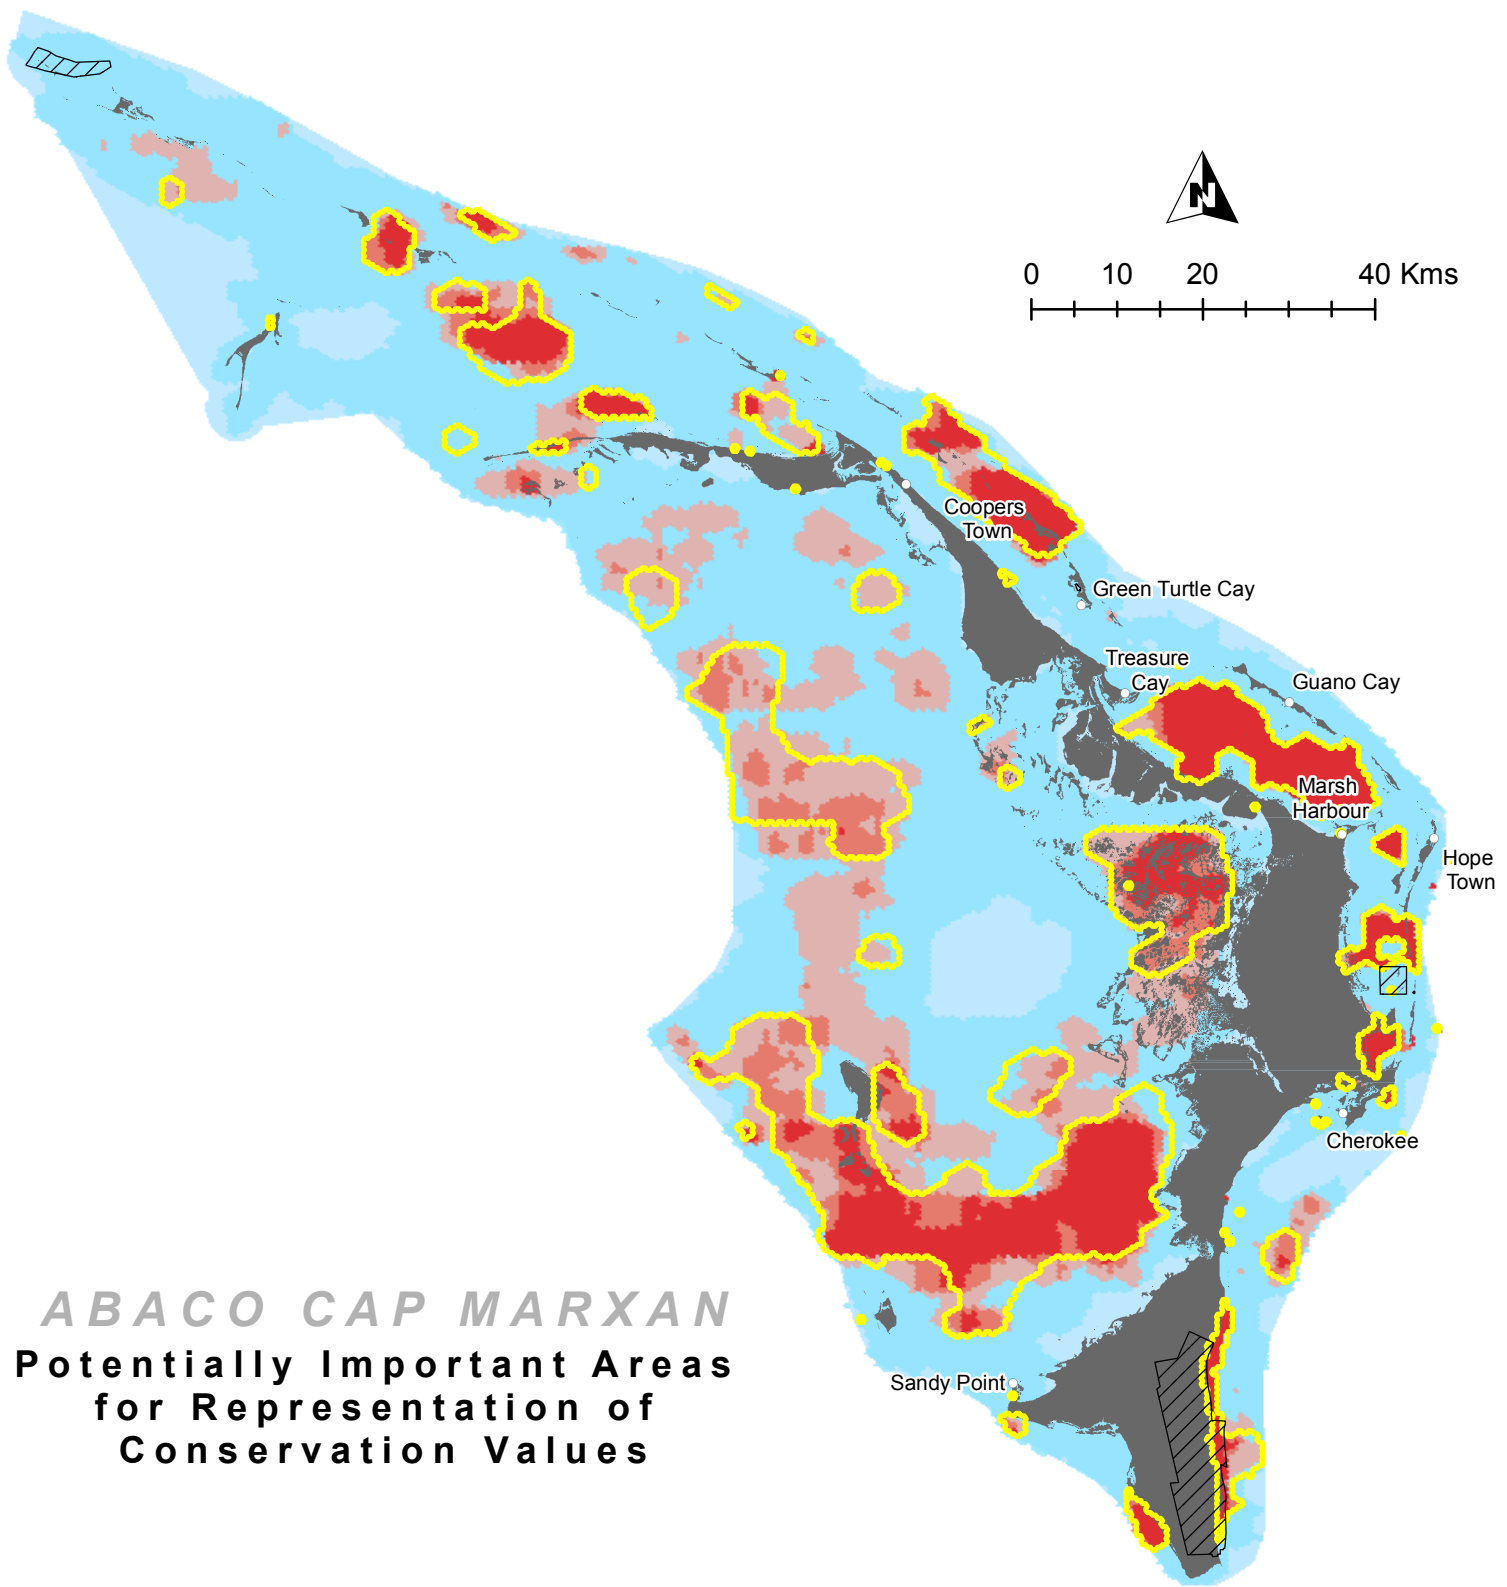 N
0 10 20 40 Kms
Coopers
Town
Green Turtle Cay
Treasure
Cay
Guano Cay
Marsh
Harbour
Hope
Town
Cherokee
Sandy Point
ABACO CAP MARXAN
Potentially Important Areas
for Representation of
Conservation Values